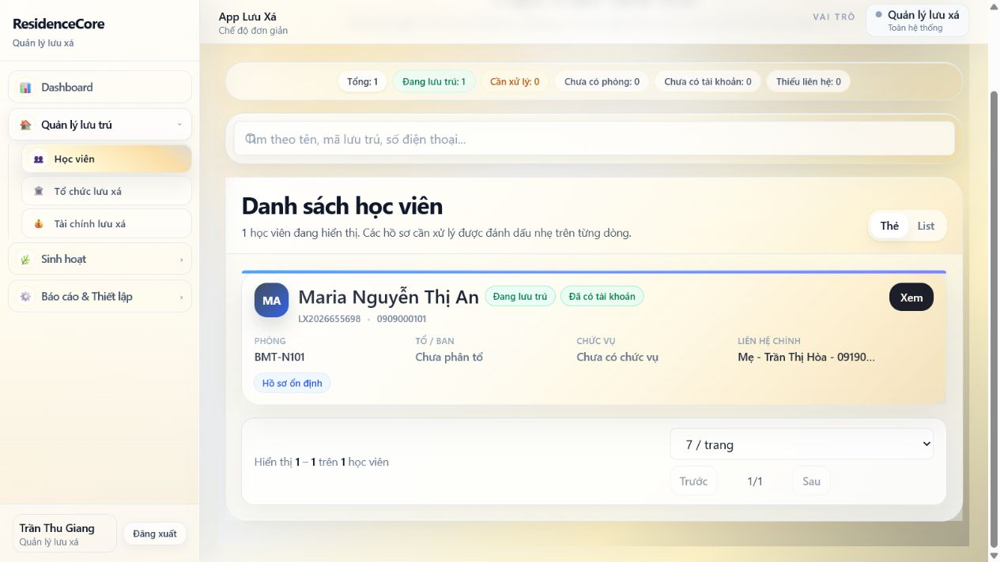 ResidenceCore
Quản lý lưu xá
Dashboard
Quản lý lưu trú
Học viên
Tổ chức lưu xá
Tài chính lưu xá
Sinh hoạt
Báo cáo & Thiết lập
Trần Thu Giang
Quản lý lưu xá
Đăng xuất
App Lưu Xá
Chế độ đơn giản
VAI TRÒ
Quản lý lưu xá
Toàn hệ thống
Tổng: 1
Đang lưu trú: 1
Cần xử lý: 0
Chưa có phòng: 0
Chưa có tài khoản: 0
Thiếu liên hệ: 0
Tìm theo tên, mã lưu trú, số điện thoại...
Danh sách học viên
1 học viên đang hiển thị. Các hồ sơ cần xử lý được đánh dấu nhẹ trên từng dòng.
Thẻ
List
MA
Maria Nguyễn Thị An
Đang lưu trú
Đã có tài khoản
Xem
LX2026655698 • 0909000101
PHÒNG
BMT-N101
TỔ / BAN
Chưa phân tổ
CHỨC VỤ
Chưa có chức vụ
LIÊN HỆ CHÍNH
Mẹ - Trần Thị Hòa - 09190...
Hồ sơ ổn định
Hiển thị 1 – 1 trên 1 học viên
7 / trang
Trước
1/1
Sau